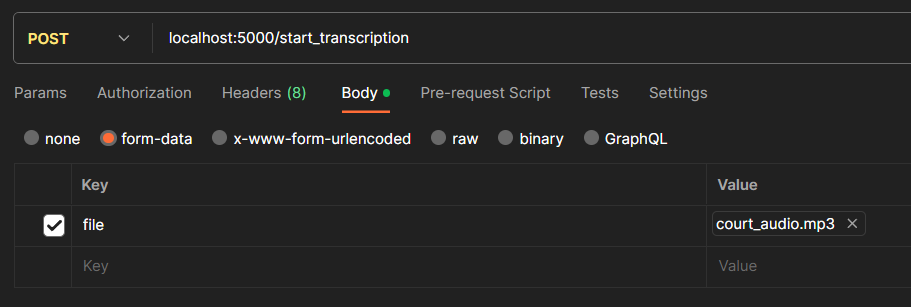 POST localhost:5000/start_transcription
Params Authorization Headers (8) Body Pre-request Script Tests Settings
none form-data x-www-form-urlencoded raw binary GraphQL
Key Value
file court_audio.mp3
Key Value